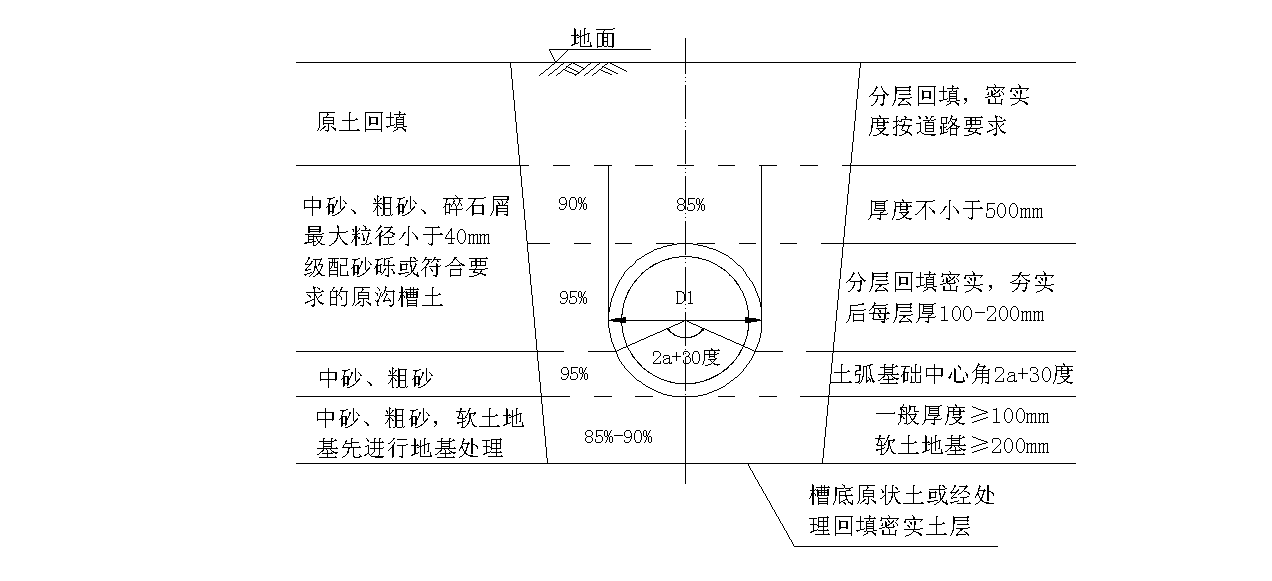 地面
原土回填
分层回填，密实
度按道路要求
中砂、粗砂、碎石屑
最大粒径小于40mm
级配砂砾或符合要
求的原沟槽土
90%
85%
厚度不小于500mm
95%
D1
分层回填密实，夯实
后每层厚100-200mm
2a+30度
中砂、粗砂
95%
土弧基础中心角2a+30度
中砂、粗砂，软土地
基先进行地基处理
85%-90%
一般厚度≥100mm
软土地基≥200mm
槽底原状土或经处
理回填密实土层